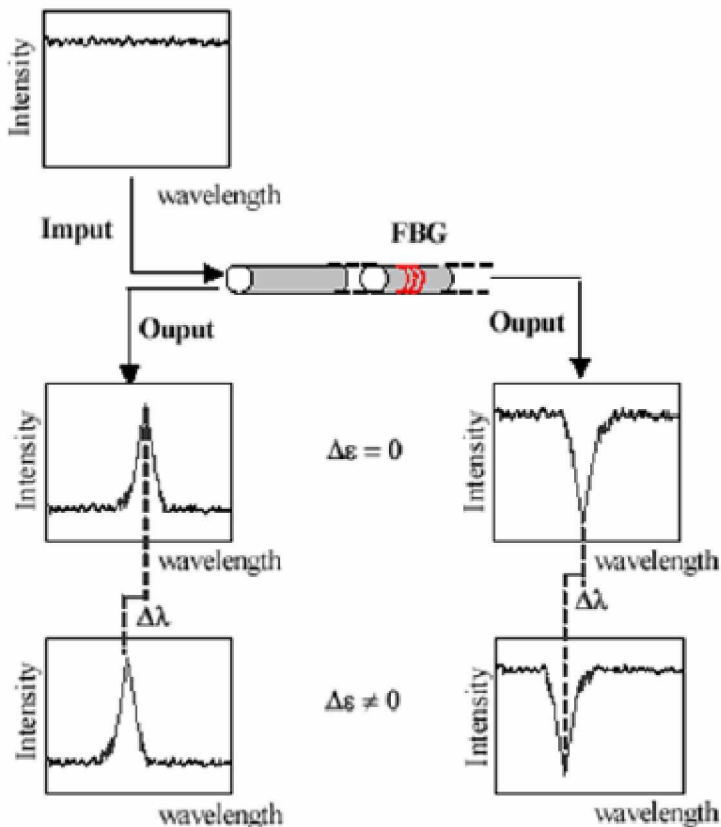 Intensity
wavelength
Imput
FBG
Ouput
Ouput
Intensity
Δε = 0
Intensity
wavelength
wavelength
Δλ
Δλ
Intensity
Δε ≠ 0
Intensity
wavelength
wavelength